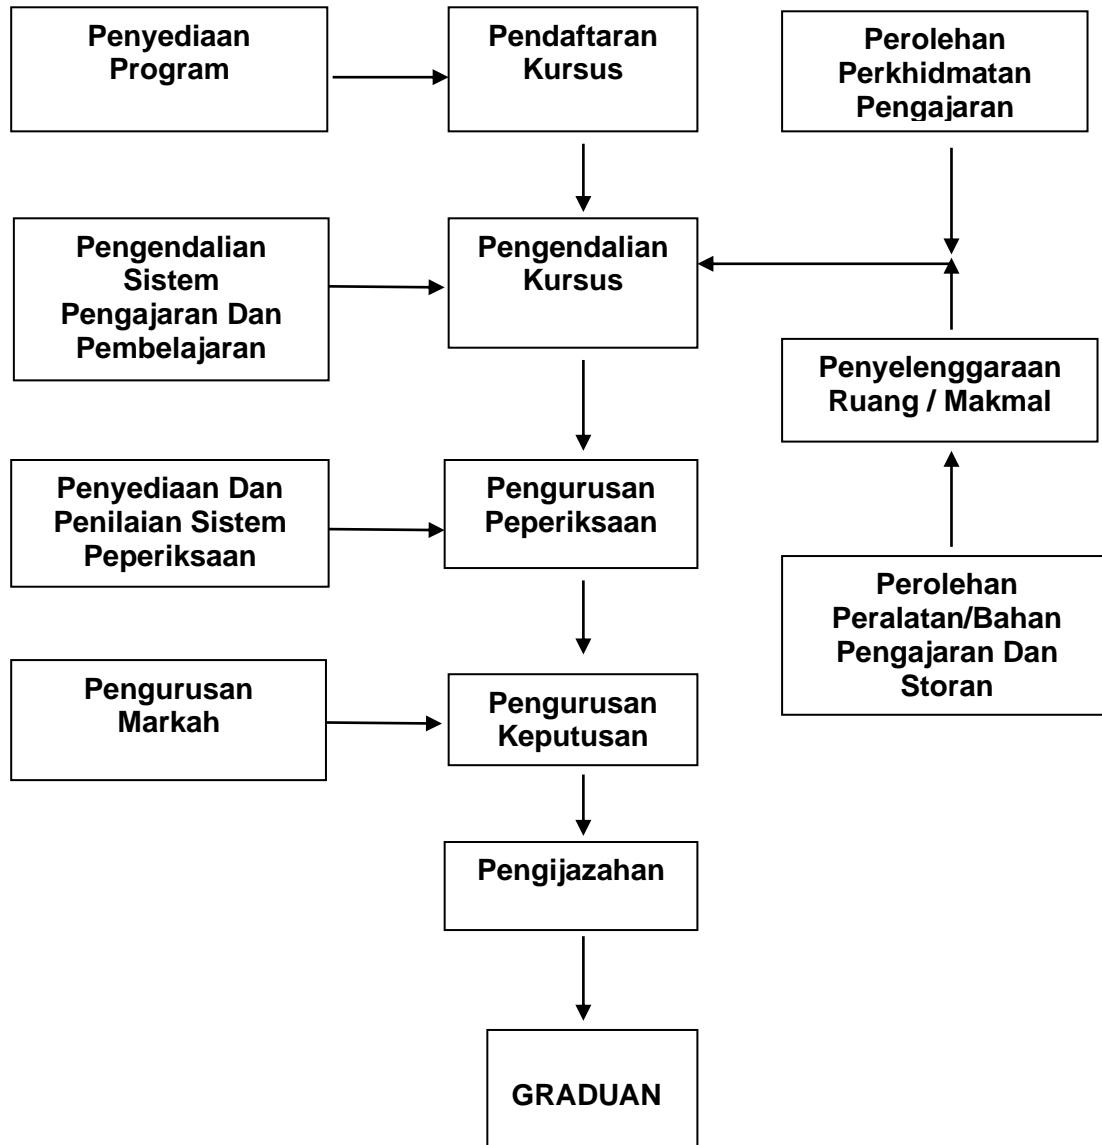 Penyediaan
Program
Pendaftaran
Kursus
Perolehan
Perkhidmatan
Pengajaran
Pengendalian
Sistem
Pengajaran Dan
Pembelajaran
Pengendalian
Kursus
Penyelenggaraan
Ruang / Makmal
Penyediaan Dan
Penilaian Sistem
Peperiksaan
Pengurusan
Peperiksaan
Perolehan
Peralatan/Bahan
Pengajaran Dan
Storan
Pengurusan
Markah
Pengurusan
Keputusan
Pengijazahan
GRADUAN